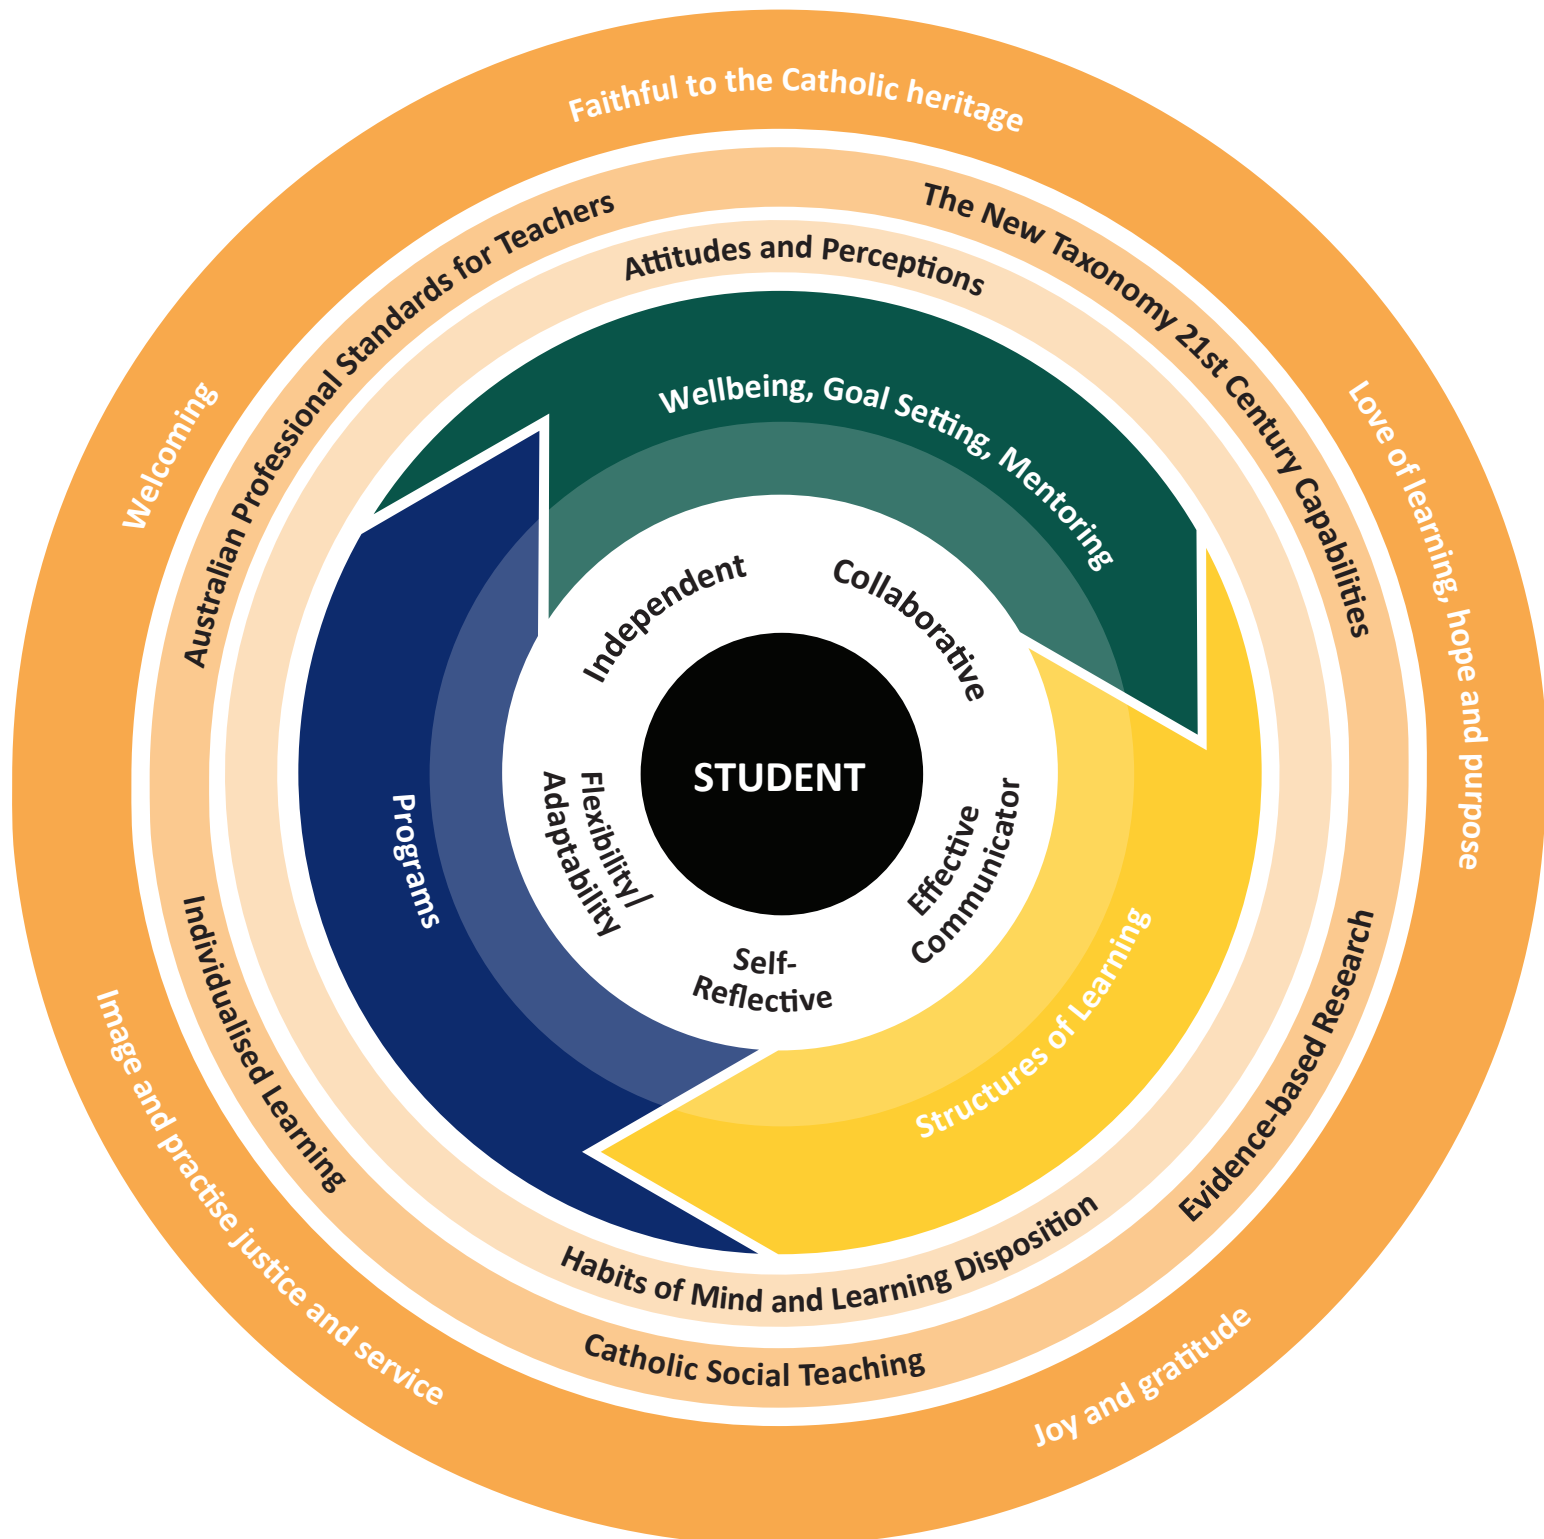 Faithful to the Catholic heritage
Love of learning, hope and purpose
Joy and gratitude
Image and practise justice and service
Welcoming
Australian Professional Standards for Teachers
The New Taxonomy 21st Century Capabilities
Evidence-based Research
Catholic Social Teaching
Individualised Learning
Attitudes and Perceptions
Habits of Mind and Learning Disposition
Wellbeing, Goal Setting, Mentoring
Structures of Learning
Programs
Independent
Collaborative
Effective
Communicator
Self-
Reflective
Flexibility/
Adaptability
STUDENT